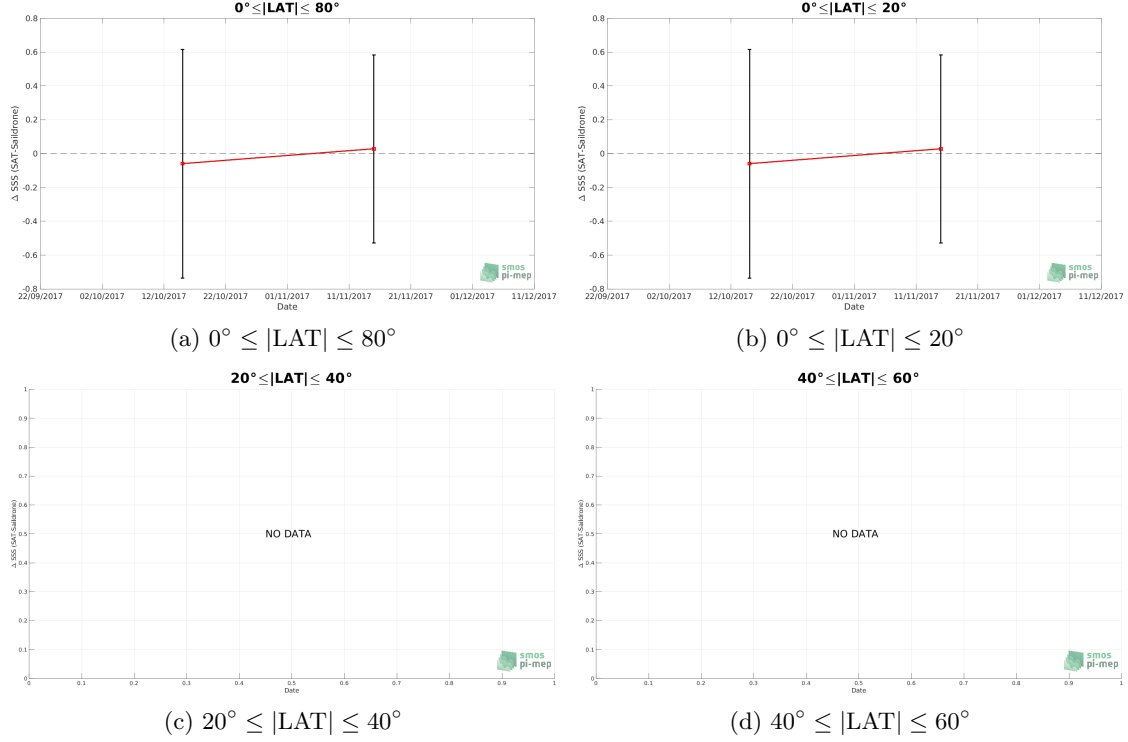 0°≤|LAT|≤ 80°
0.8
0.6
0.4
0.2
0
-0.2
-0.4
-0.6
-0.8
Δ SSS (SAT-Saildrone)
22/09/2017 02/10/2017 12/10/2017 22/10/2017 01/11/2017 11/11/2017 21/11/2017 01/12/2017 11/12/2017
Date
smos
pi-mep
(a) 0° ≤ |LAT| ≤ 80°
0°≤|LAT|≤ 20°
0.8
0.6
0.4
0.2
0
-0.2
-0.4
-0.6
-0.8
Δ SSS (SAT-Saildrone)
22/09/2017 02/10/2017 12/10/2017 22/10/2017 01/11/2017 11/11/2017 21/11/2017 01/12/2017 11/12/2017
Date
smos
pi-mep
(b) 0° ≤ |LAT| ≤ 20°
20°≤|LAT|≤ 40°
1
0.9
0.8
0.7
0.6
0.5
0.4
0.3
0.2
0.1
0
Δ SSS (SAT-Saildrone)
NO DATA
0 0.1 0.2 0.3 0.4 0.5 0.6 0.7 0.8 0.9 1
Date
smos
pi-mep
(c) 20° ≤ |LAT| ≤ 40°
40°≤|LAT|≤ 60°
1
0.9
0.8
0.7
0.6
0.5
0.4
0.3
0.2
0.1
0
Δ SSS (SAT-Saildrone)
NO DATA
0 0.1 0.2 0.3 0.4 0.5 0.6 0.7 0.8 0.9 1
Date
smos
pi-mep
(d) 40° ≤ |LAT| ≤ 60°